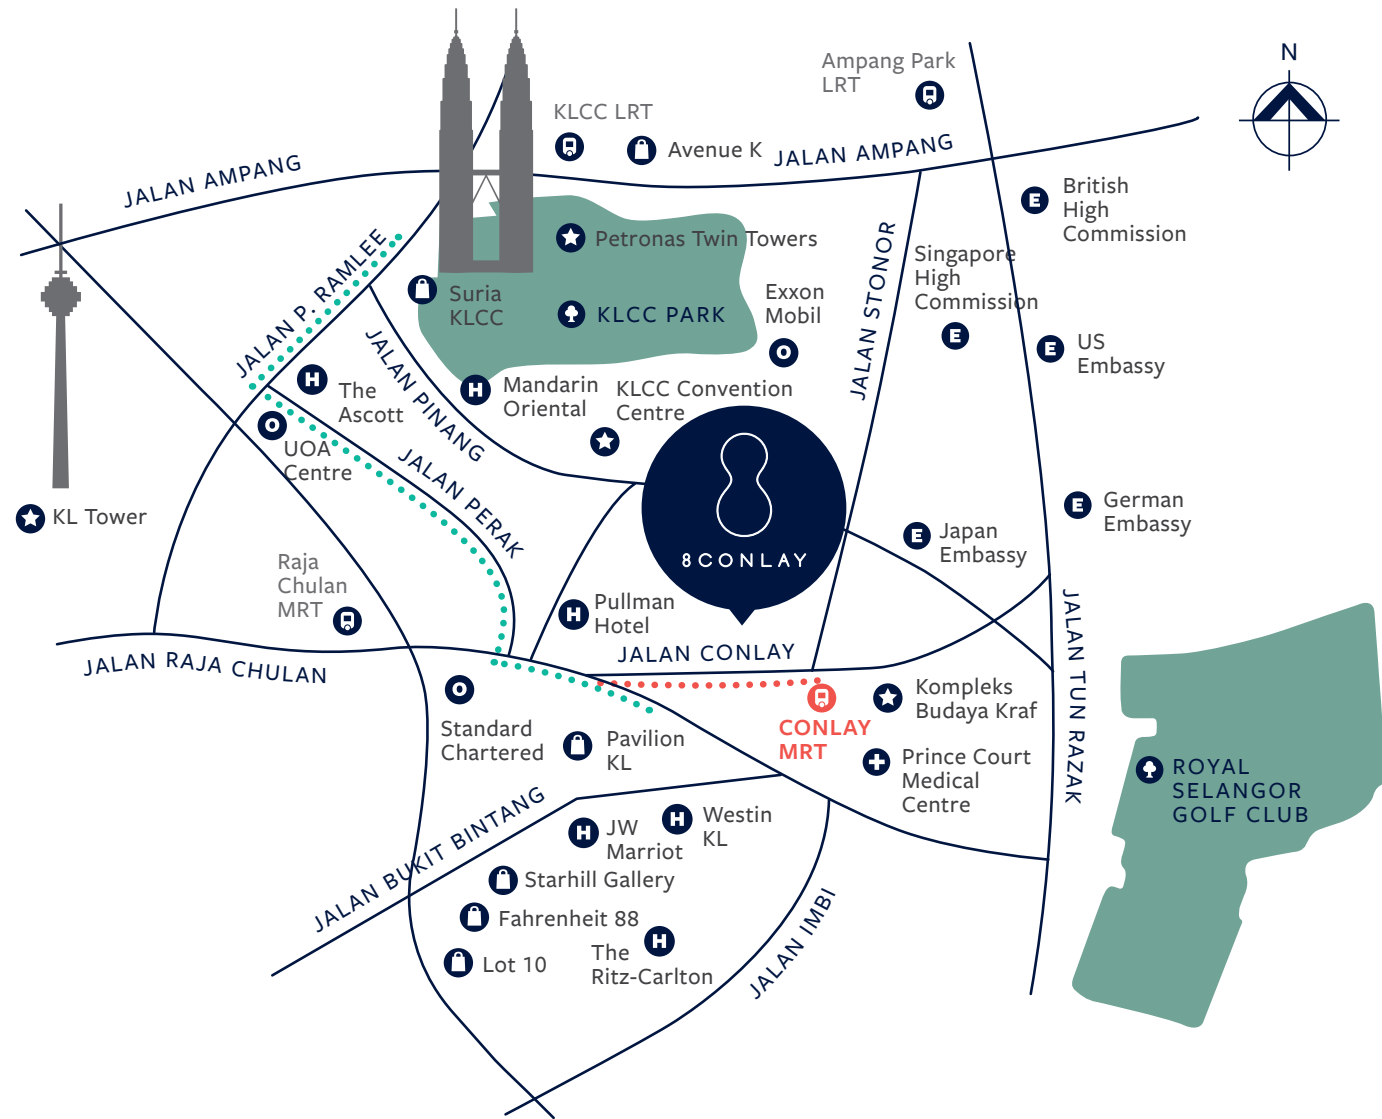 N
Ampang Park
LRT
KLCC LRT
Avenue K
JALAN AMPANG
JALAN AMPANG
British
High
Commission
Petronas Twin Towers
Singapore
High
Commission
JALAN STONOR
JALAN P. RAMLEE
Suria
KLCC
KLCC PARK
Exxon
Mobil
US
Embassy
The
Ascott
JALAN PINANG
Mandarin
Oriental
KLCC Convention
Centre
UOA
Centre
JALAN PERAK
KL Tower
8CONLAY
German
Embassy
Japan
Embassy
Raja
Chulan
MRT
Pullman
Hotel
JALAN CONLAY
JALAN RAJA CHULAN
JALAN TUN RAZAK
Standard
Chartered
Pavilion
KL
CONLAY
MRT
Kompleks
Budaya Kraf
Prince Court
Medical
Centre
ROYAL
SELANGOR
GOLF CLUB
JALAN BUKIT BINTANG
JW
Marriot
Westin
KL
Starhill Gallery
Fahrenheit 88
Lot 10
The
Ritz-Carlton
JALAN IMBI
E
E
E
E
E
O
O
O
H
H
H
H
H
H